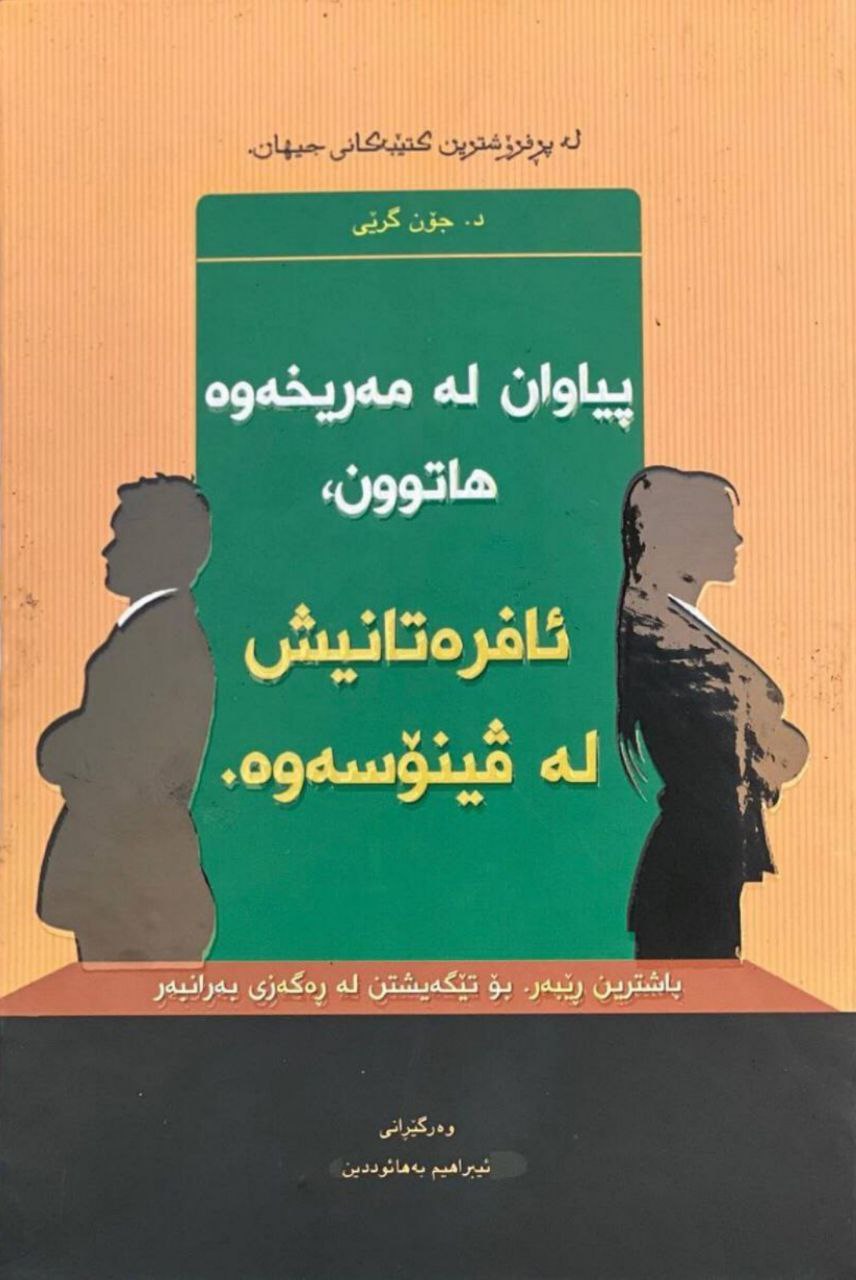 لە پڕفرۆشترین کتێبەکانی جیهان.
د. جۆن گرێی
پیاوان لە مەریخەوە
هاتوون،
ئافرەتانیش
لە ڤینۆسەوە.
باشترین ڕێبەر. بۆ تێگەیشتن لە ڕەگەزی بەرانبەر
وەرگێڕانی
ئیبراهیم بەهائوددین